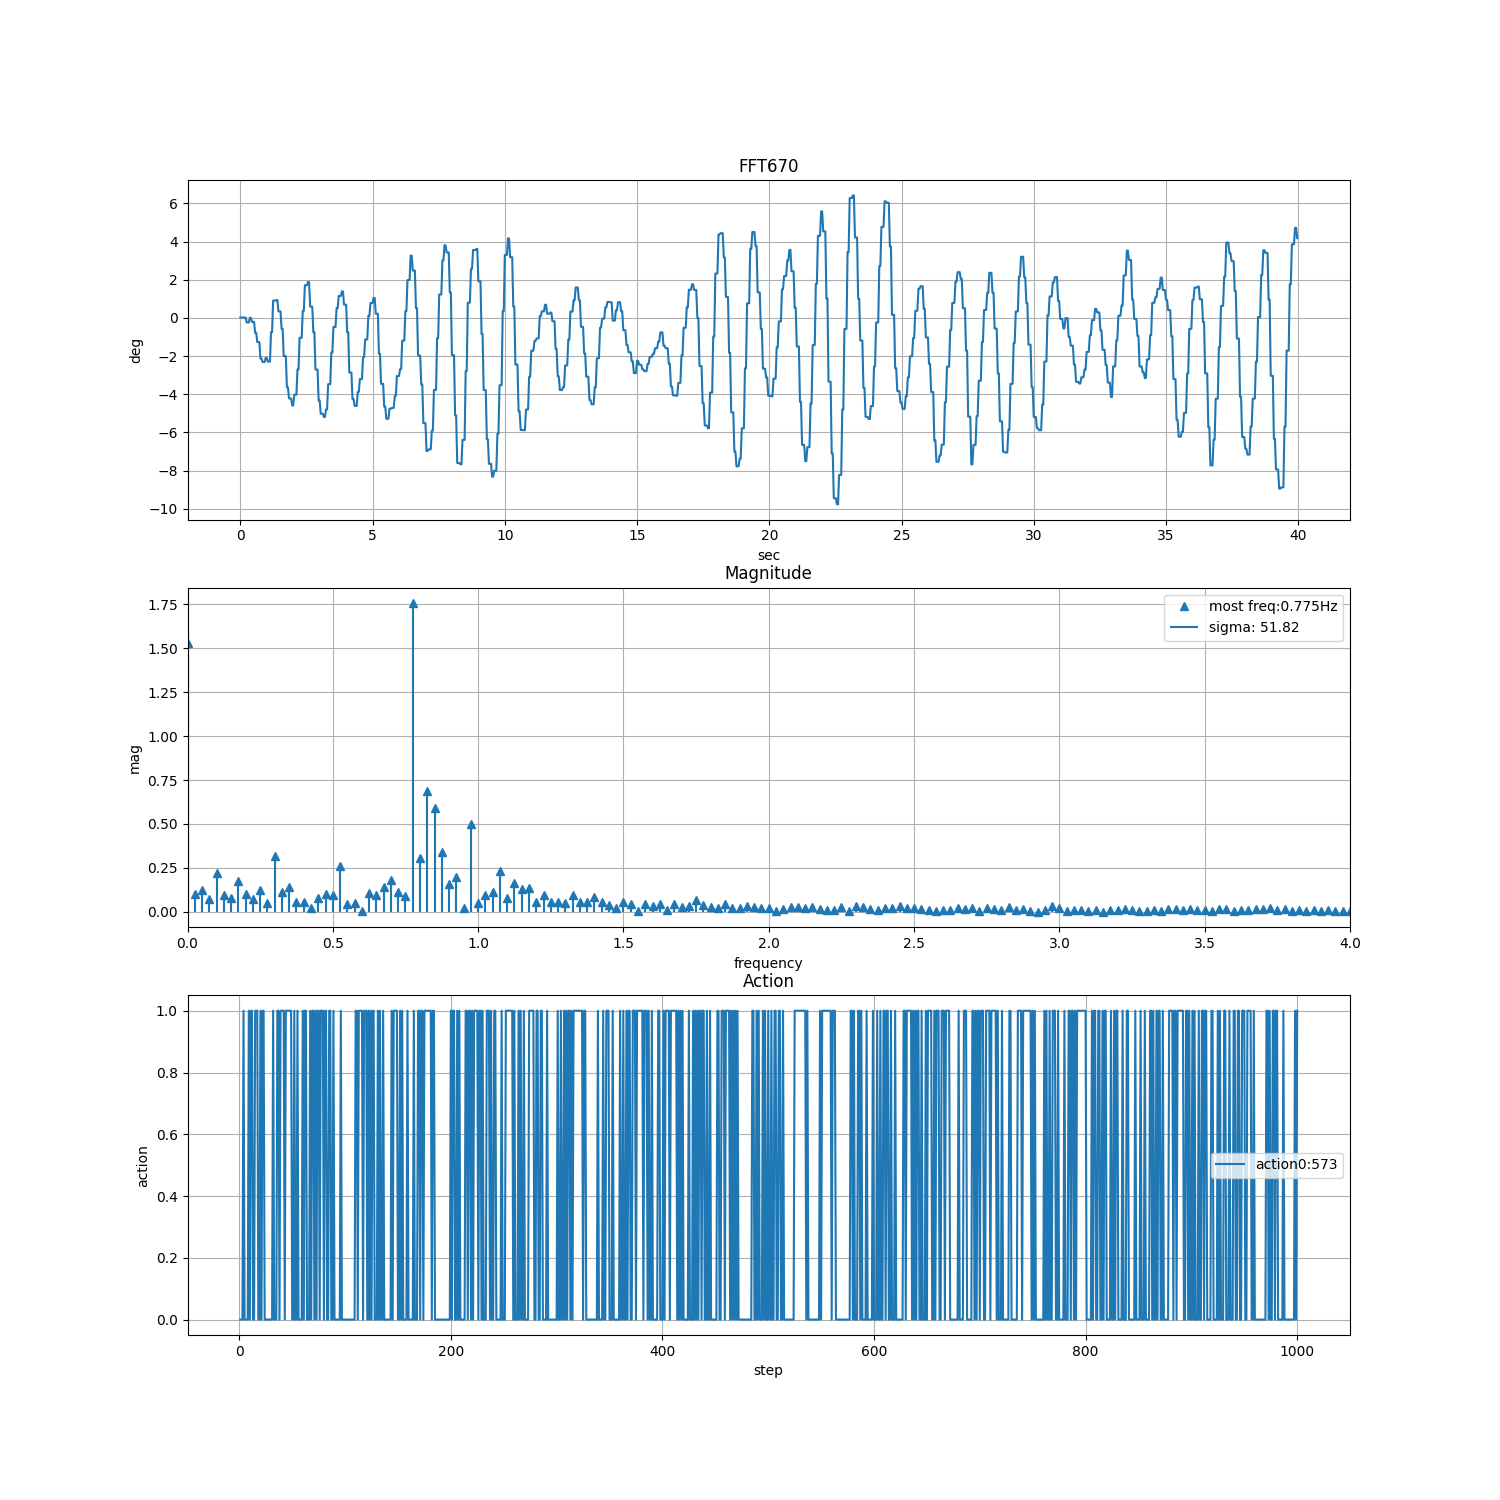 FFT670
6
4
2
0
−2
−4
−6
−8
−10
deg
0 5 10 15 20 25 30 35 40
sec
Magnitude
1.75
1.50
1.25
1.00
0.75
0.50
0.25
0.00
mag
most freq:0.775Hz
sigma: 51.82
0.0 0.5 1.0 1.5 2.0 2.5 3.0 3.5 4.0
frequency
Action
1.0
0.8
0.6
0.4
0.2
0.0
action
action0:573
0 200 400 600 800 1000
step